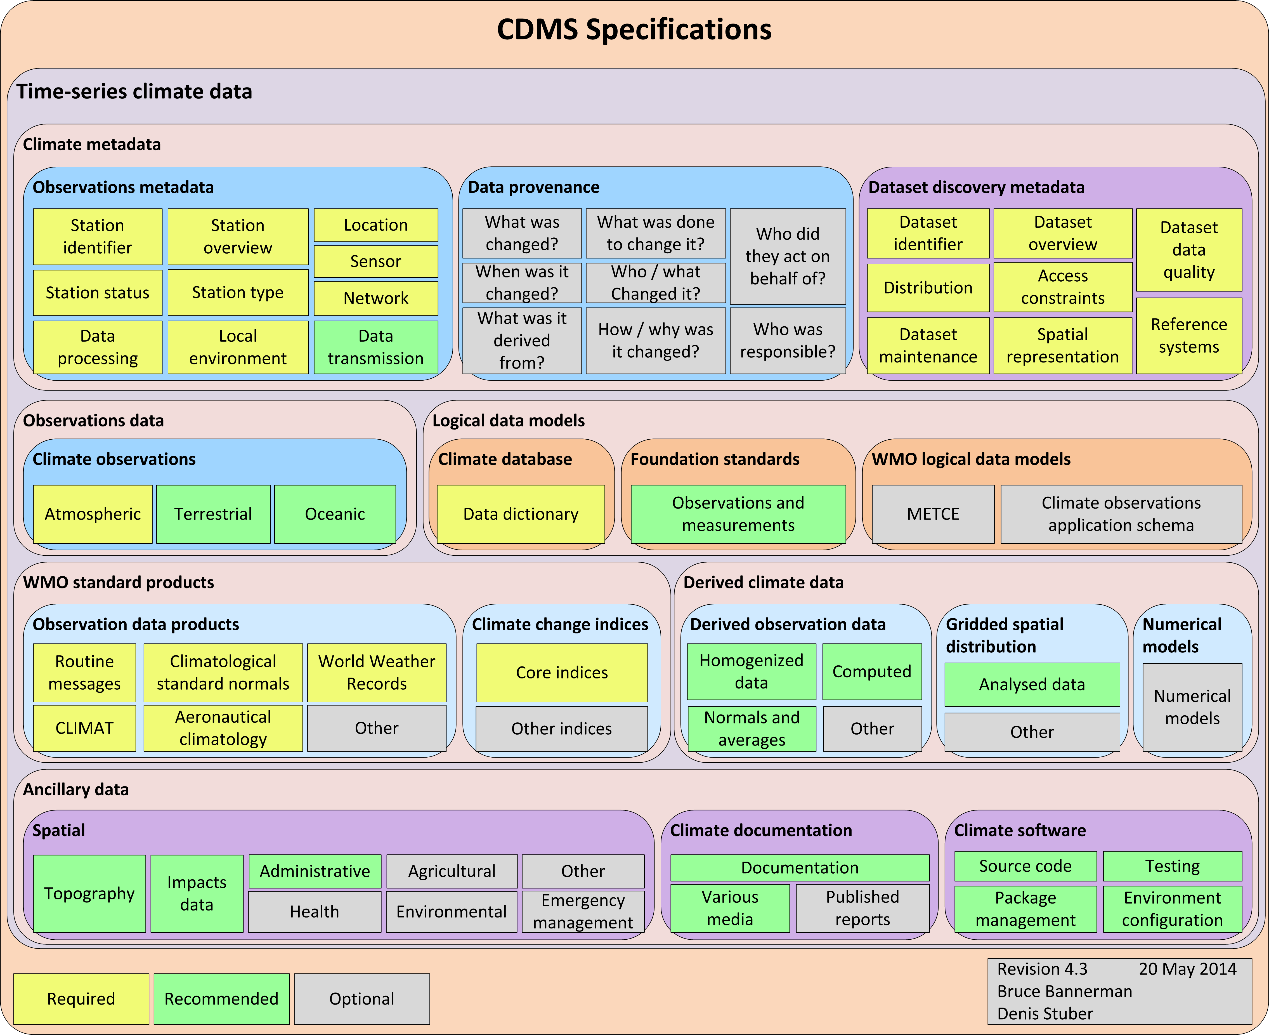 CDMS Specifications
Time-series climate data
Climate metadata
Observations metadata
Station
identifier
Station
overview
Location
Sensor
Station status
Station type
Network
Data
processing
Local
environment
Data
transmission
Data provenance
What was
changed?
What was done
to change it?
Who did
they act on
behalf of?
When was it
changed?
Who / what
Changed it?
What was it
derived
from?
How / why was
it changed?
Who was
responsible?
Dataset discovery metadata
Dataset
identifier
Dataset
overview
Dataset
data
quality
Distribution
Access
constraints
Dataset
maintenance
Spatial
representation
Reference
systems
Observations data
Climate observations
Atmospheric
Terrestrial
Oceanic
Logical data models
Climate database
Data dictionary
Foundation standards
Observations and
measurements
WMO logical data models
METCE
Climate observations
application schema
WMO standard products
Observation data products
Routine
messages
Climatological
standard normals
World Weather
Records
CLIMAT
Aeronautical
climatology
Other
Climate change indices
Core indices
Other indices
Derived climate data
Derived observation data
Homogenized
data
Computed
Normals and
averages
Other
Gridded spatial
distribution
Analysed data
Other
Numerical
models
Numerical
models
Ancillary data
Spatial
Topography
Impacts
data
Administrative
Agricultural
Other
Health
Environmental
Emergency
management
Climate documentation
Documentation
Various
media
Published
reports
Climate software
Source code
Testing
Package
management
Environment
configuration
Required
Recommended
Optional
Revision 4.3 20 May 2014
Bruce Bannerman
Denis Stuber